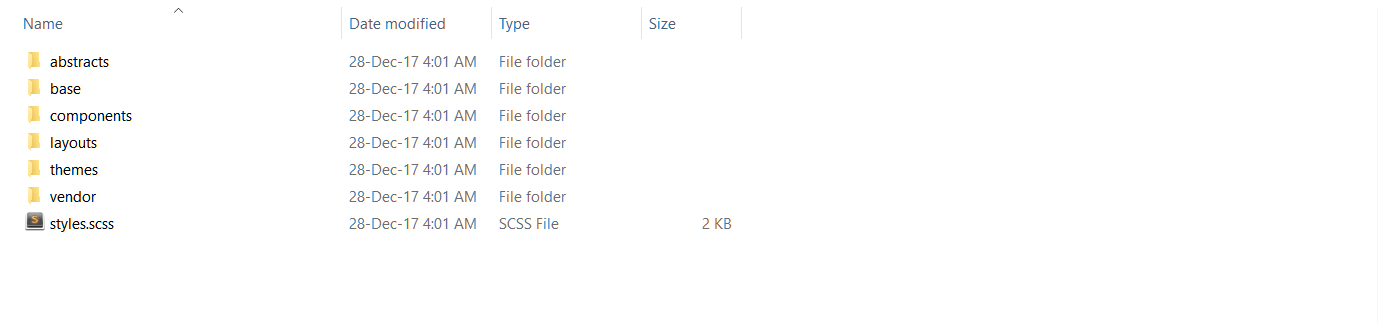 Name Date modified Type Size
abstracts 28-Dec-17 4:01 AM File folder
base 28-Dec-17 4:01 AM File folder
components 28-Dec-17 4:01 AM File folder
layouts 28-Dec-17 4:01 AM File folder
themes 28-Dec-17 4:01 AM File folder
vendor 28-Dec-17 4:01 AM File folder
styles.scss 28-Dec-17 4:01 AM SCSS File 2 KB